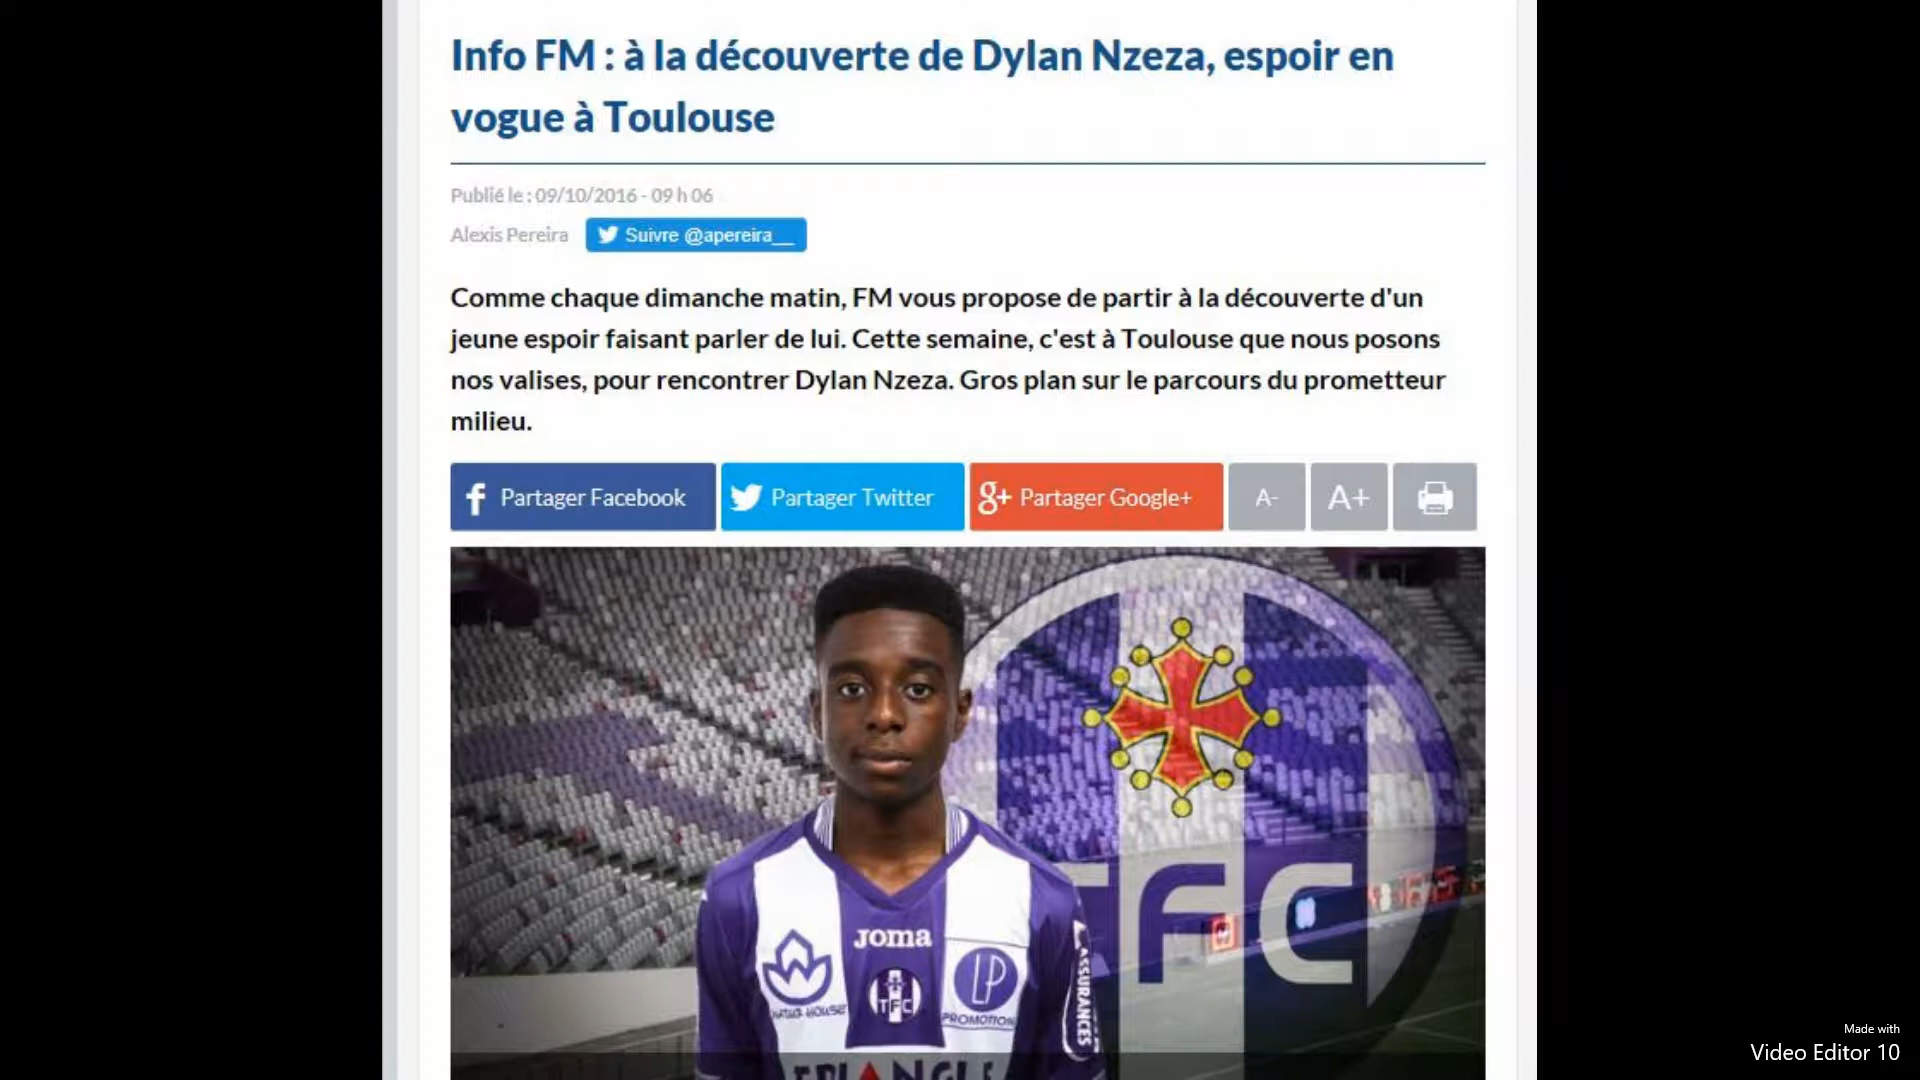 Info FM : à la découverte de Dylan Nzeza, espoir en
vogue à Toulouse
Publié le : 09/10/2016 - 09 h 06
Alexis Pereira
Suivre @apereira__
Comme chaque dimanche matin, FM vous propose de partir à la découverte d'un
jeune espoir faisant parler de lui. Cette semaine, c'est à Toulouse que nous posons
nos valises, pour rencontrer Dylan Nzeza. Gros plan sur le parcours du prometteur
milieu.
f Partager Facebook
Partager Twitter
g+ Partager Google+
A-
A+
TFC
JOMA
LP
TFC
PROMOTION
ASSURANCES
TRIANGLE
Made with
Video Editor 10